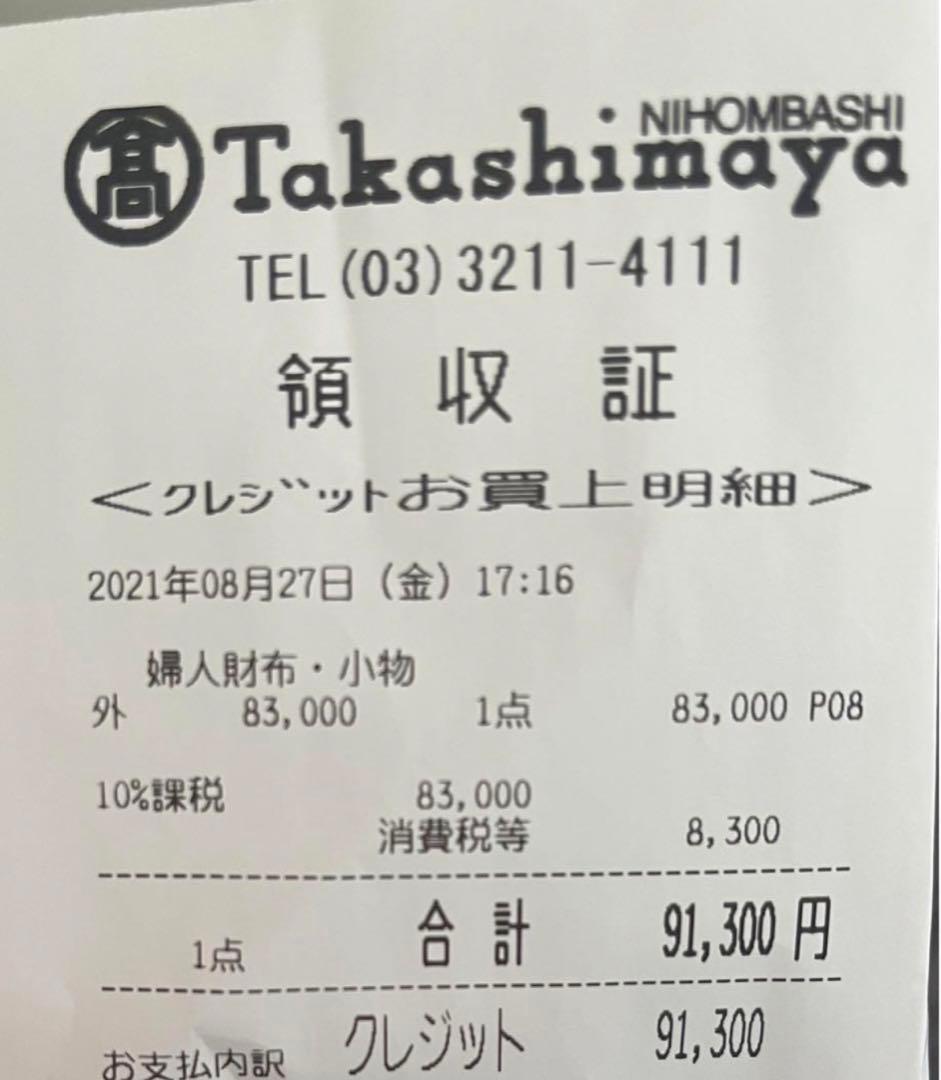 髙 Takashimaya NIHOMBASHI
TEL(03)3211-4111
領 収 証
<クレジットお買上明細>
2021年08月27日(金)17:16
婦人財布・小物
外 83,000 1点 83,000 P08
10%課税 83,000
消費税等 8,300
1点 合 計 91,300 円
お支払内訳 クレジット 91,300